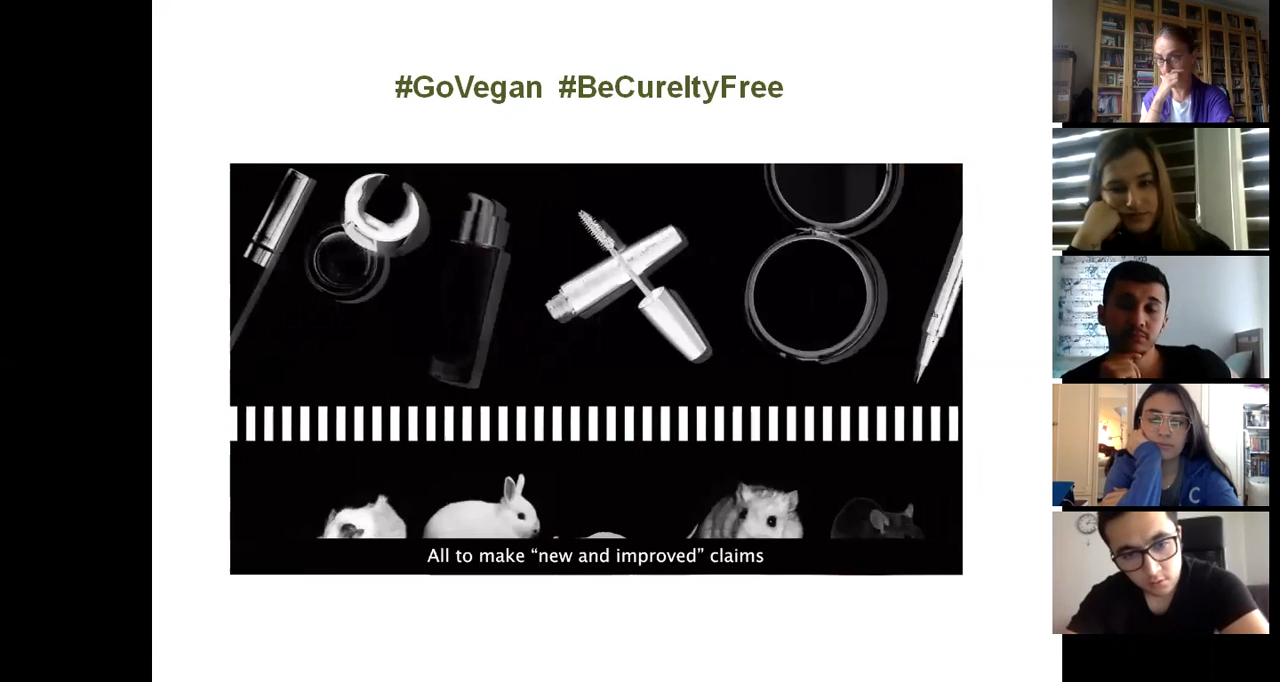 #GoVegan #BeCureltyFree
All to make “new and improved” claims
C